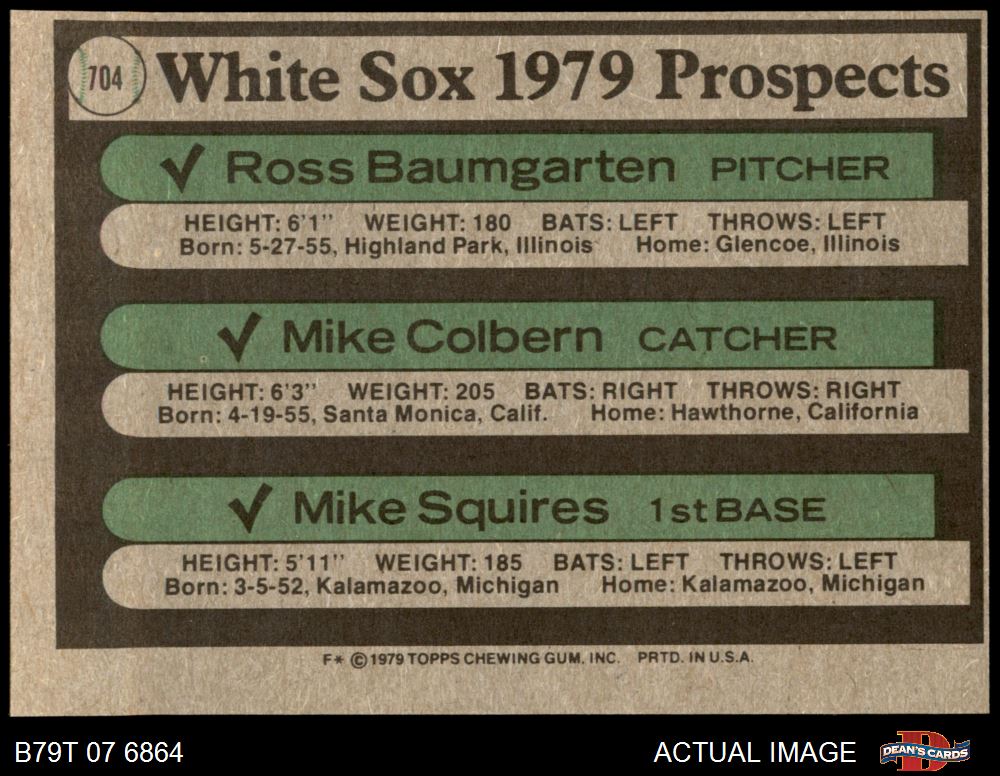 704 White Sox 1979 Prospects
✓ Ross Baumgarten PITCHER
HEIGHT: 6'1" WEIGHT: 180 BATS: LEFT THROWS: LEFT
Born: 5-27-55, Highland Park, Illinois Home: Glencoe, Illinois
✓ Mike Colbern CATCHER
HEIGHT: 6'3" WEIGHT: 205 BATS: RIGHT THROWS: RIGHT
Born: 4-19-55, Santa Monica, Calif. Home: Hawthorne, California
✓ Mike Squires 1st BASE
HEIGHT: 5'11" WEIGHT: 185 BATS: LEFT THROWS: LEFT
Born: 3-5-52, Kalamazoo, Michigan Home: Kalamazoo, Michigan
F* © 1979 TOPPS CHEWING GUM, INC. PRTD. IN U.S.A.
B79T 07 6864 ACTUAL IMAGE D DEAN'S CARDS